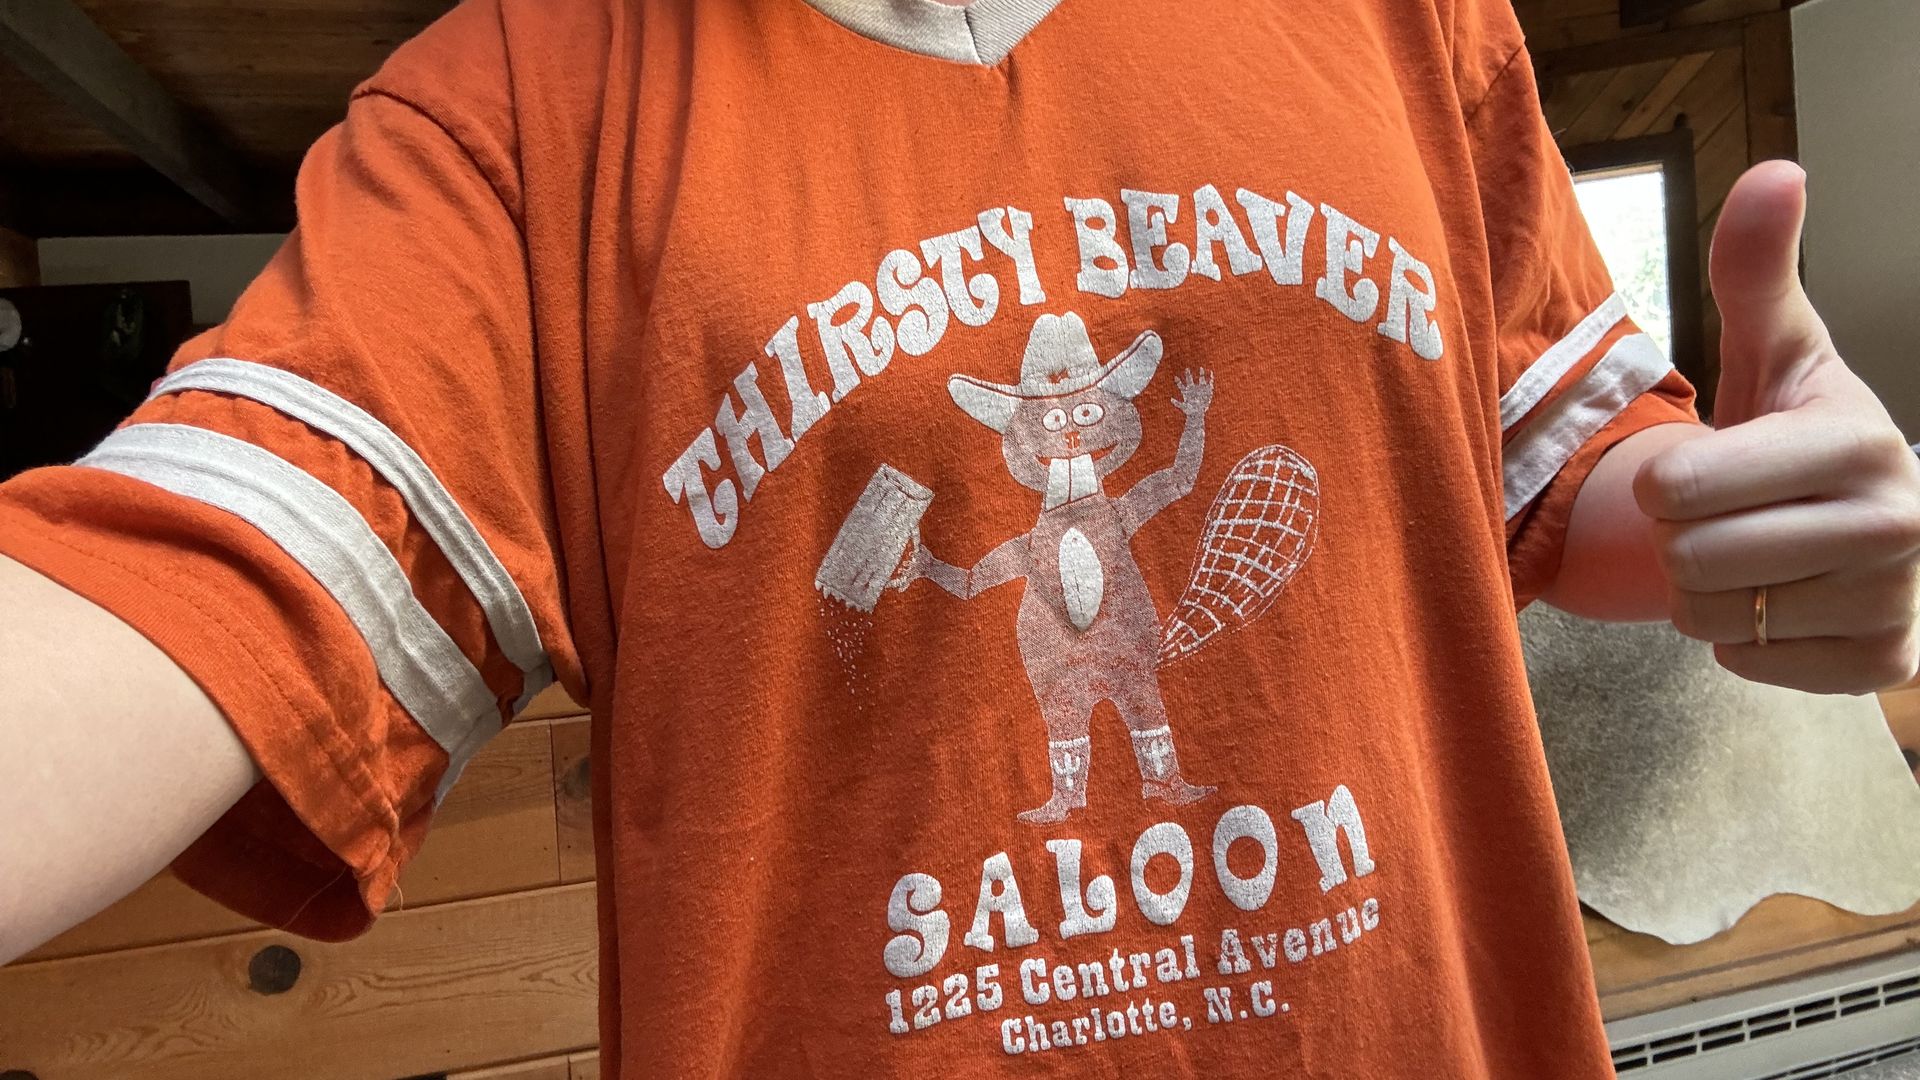 THIRSTY BEAVER
SALOON
1225 Central Avenue
Charlotte, N.C.